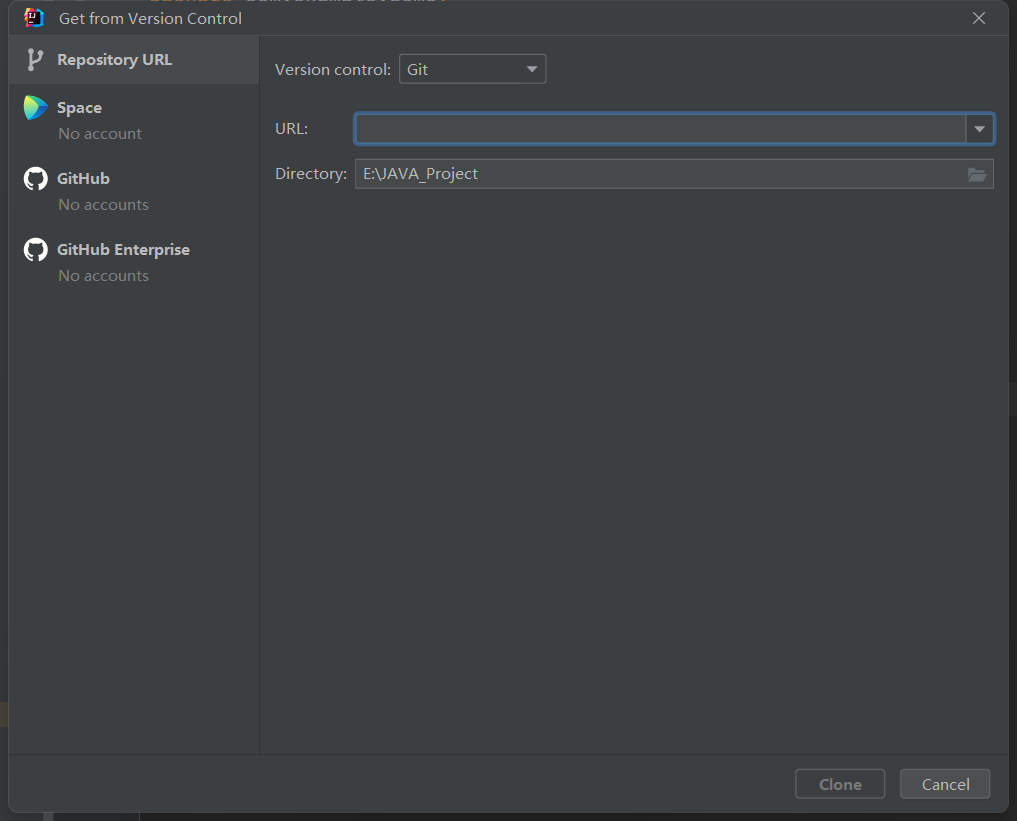 Get from Version Control
Repository URL
Space
No account
GitHub
No accounts
GitHub Enterprise
No accounts
Version control: Git
URL:
Directory: E:\JAVA_Project
Clone Cancel